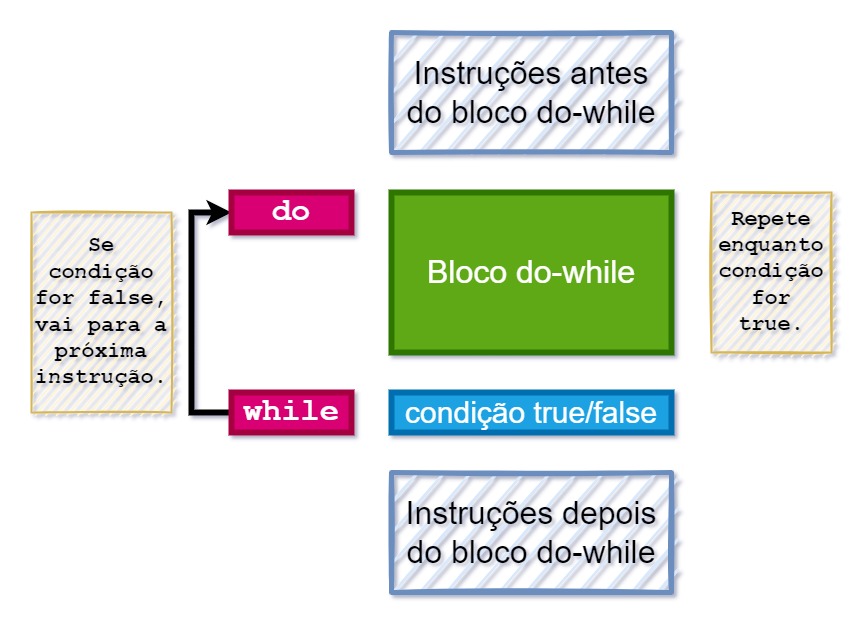 Instruções antes
do bloco do-while
do
Bloco do-while
Repete
enquanto
condição
for
true.
Se
condição
for false,
vai para a
próxima
instrução.
while
condição true/false
Instruções depois
do bloco do-while